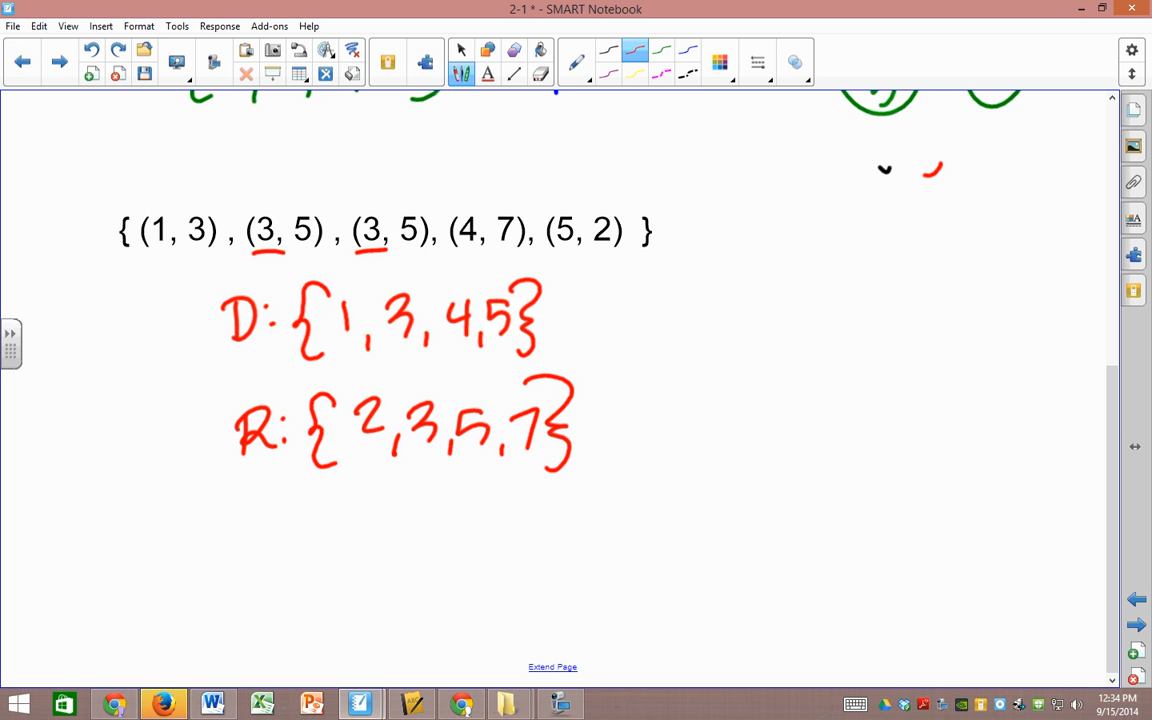 2-1 * - SMART Notebook
File Edit View Insert Format Tools Response Add-ons Help
{ (1, 3) , (3, 5) , (3, 5), (4, 7), (5, 2) }
D: {1, 3, 4, 5}
R: {2, 3, 5, 7}
Extend Page
12:34 PM
9/15/2014